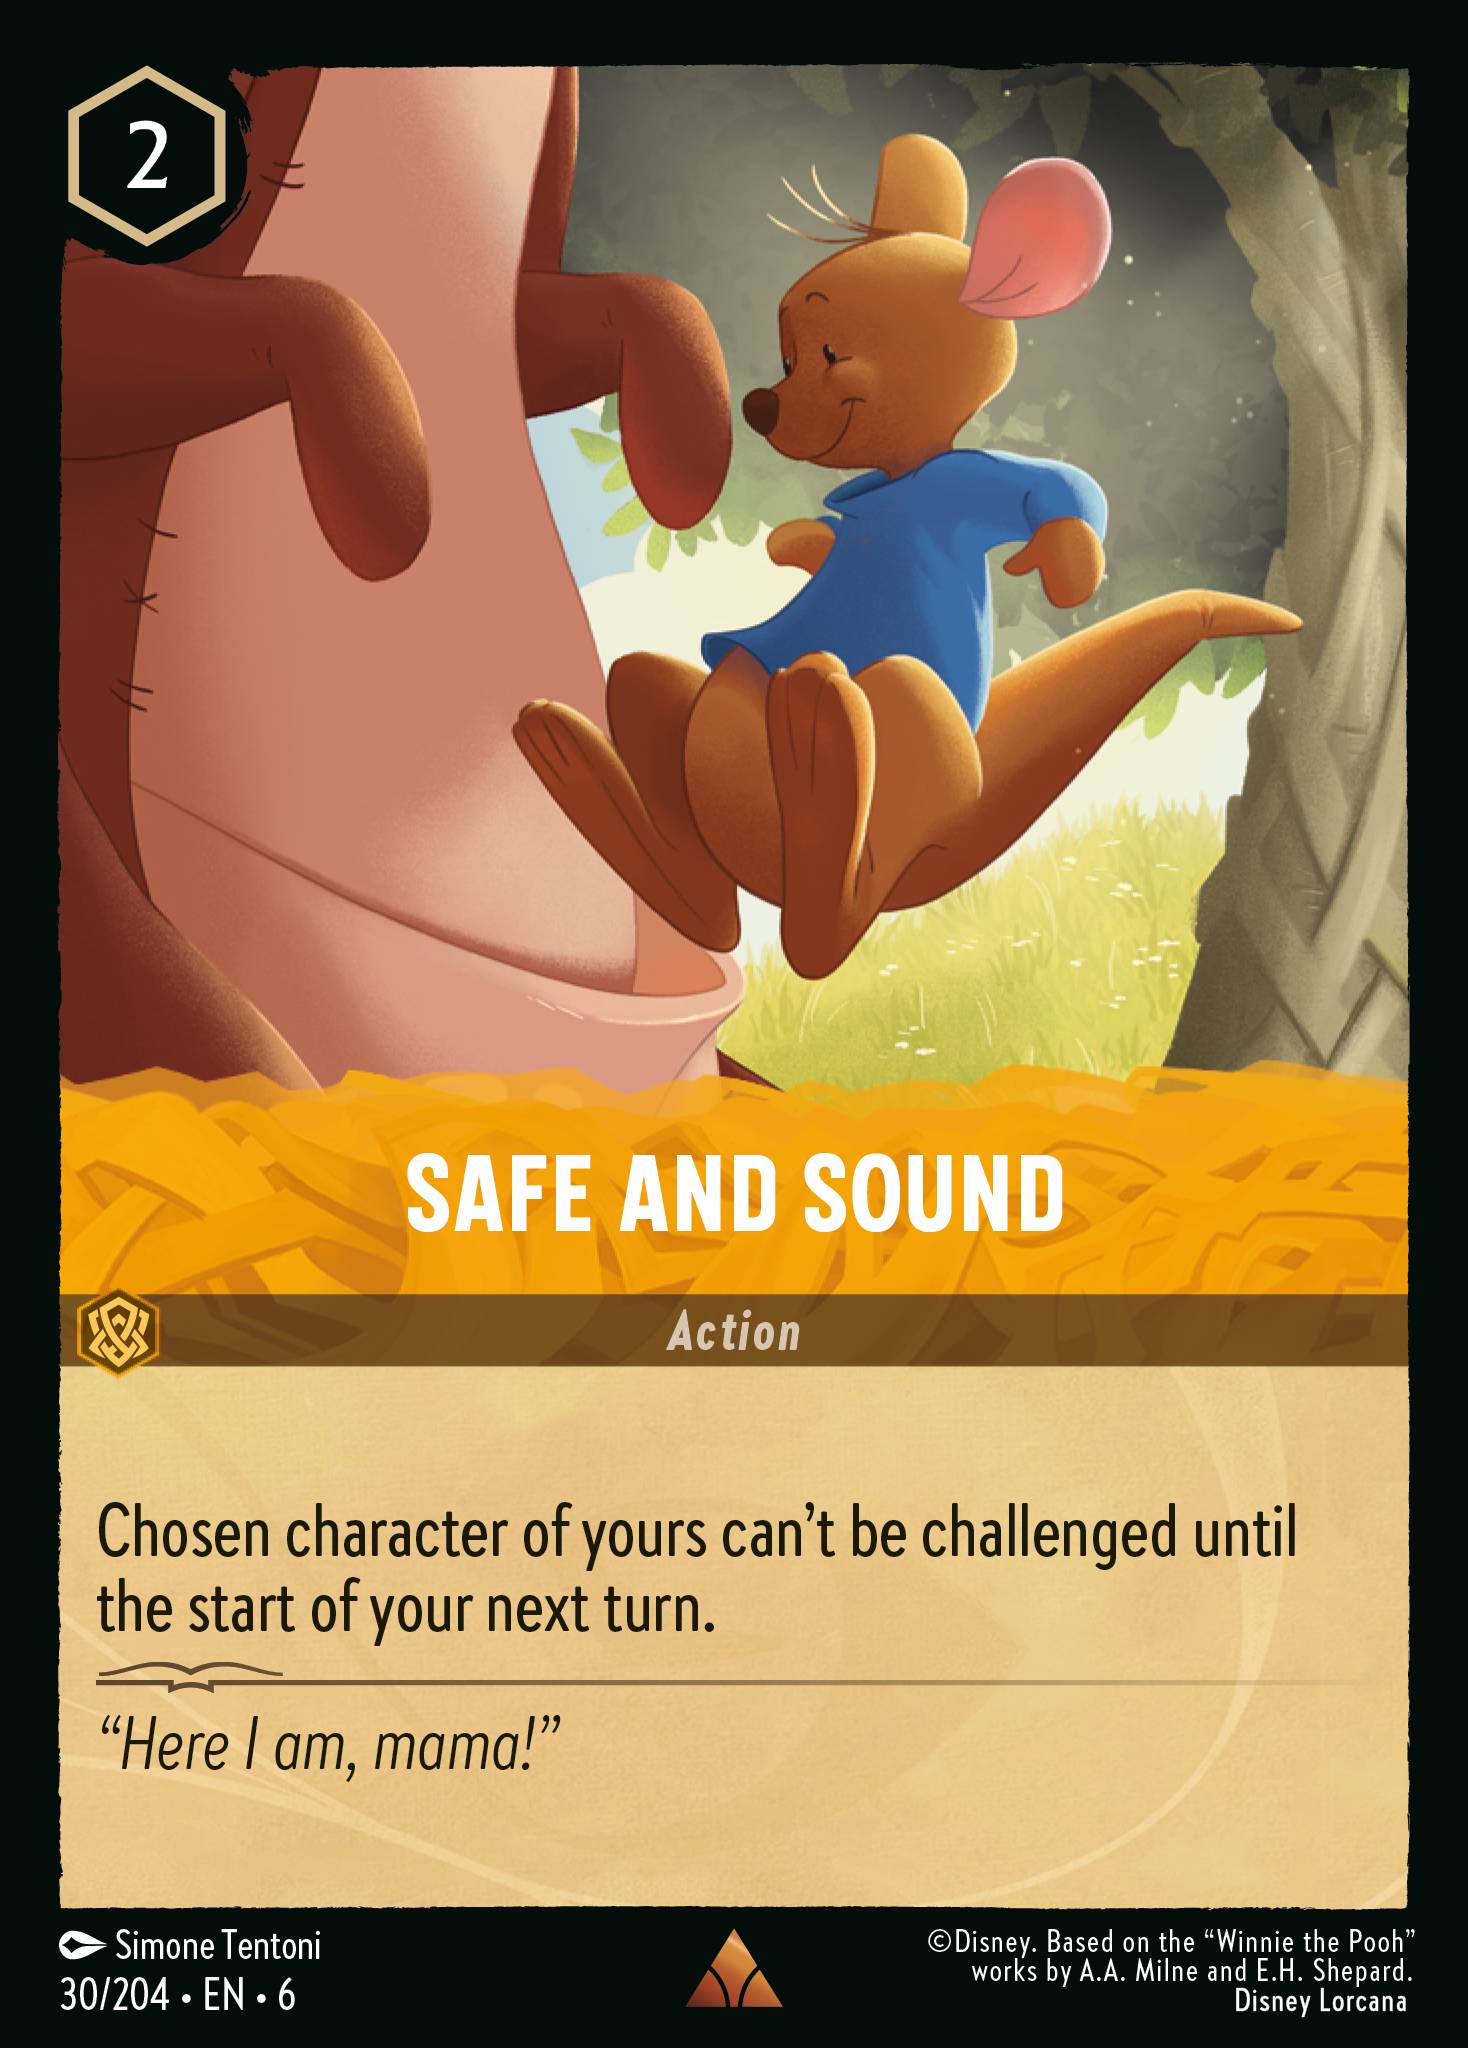 2
SAFE AND SOUND
Action
Chosen character of yours can’t be challenged until
the start of your next turn.
“Here I am, mama!”
Simone Tentoni
30/204 • EN • 6
©Disney. Based on the “Winnie the Pooh”
works by A.A. Milne and E.H. Shepard.
Disney Lorcana